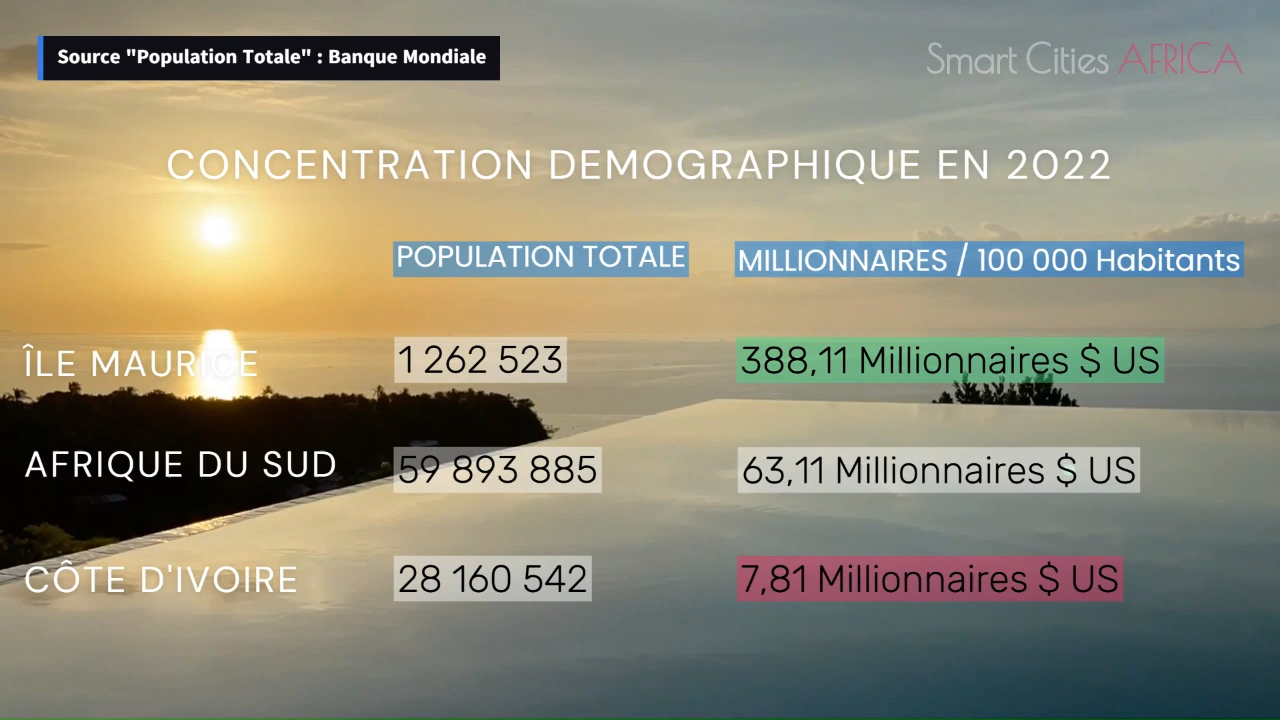 Source "Population Totale" : Banque Mondiale
Smart Cities AFRICA
CONCENTRATION DEMOGRAPHIQUE EN 2022
POPULATION TOTALE
MILLIONNAIRES / 100 000 Habitants
ÎLE MAURICE
1 262 523
388,11 Millionnaires $ US
AFRIQUE DU SUD
59 893 885
63,11 Millionnaires $ US
CÔTE D'IVOIRE
28 160 542
7,81 Millionnaires $ US